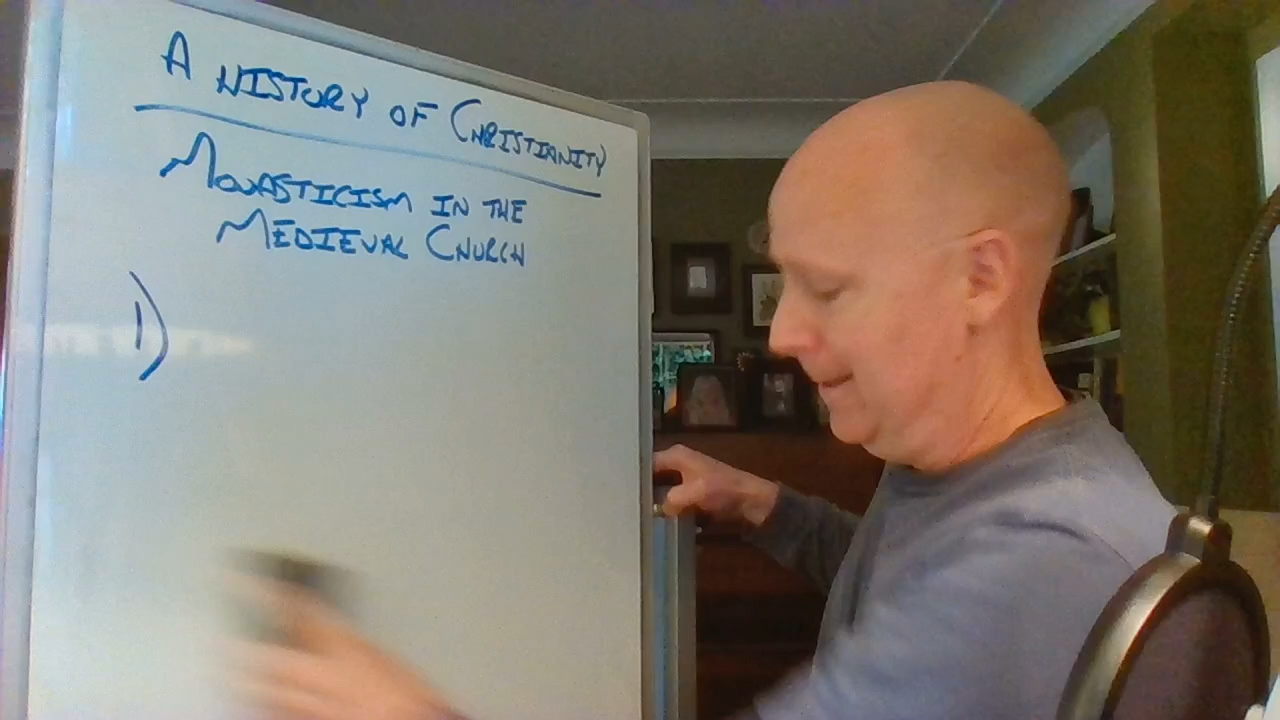 A HISTORY OF CHRISTIANITY
MONASTICISM IN THE
MEDIEVAL CHURCH
1)